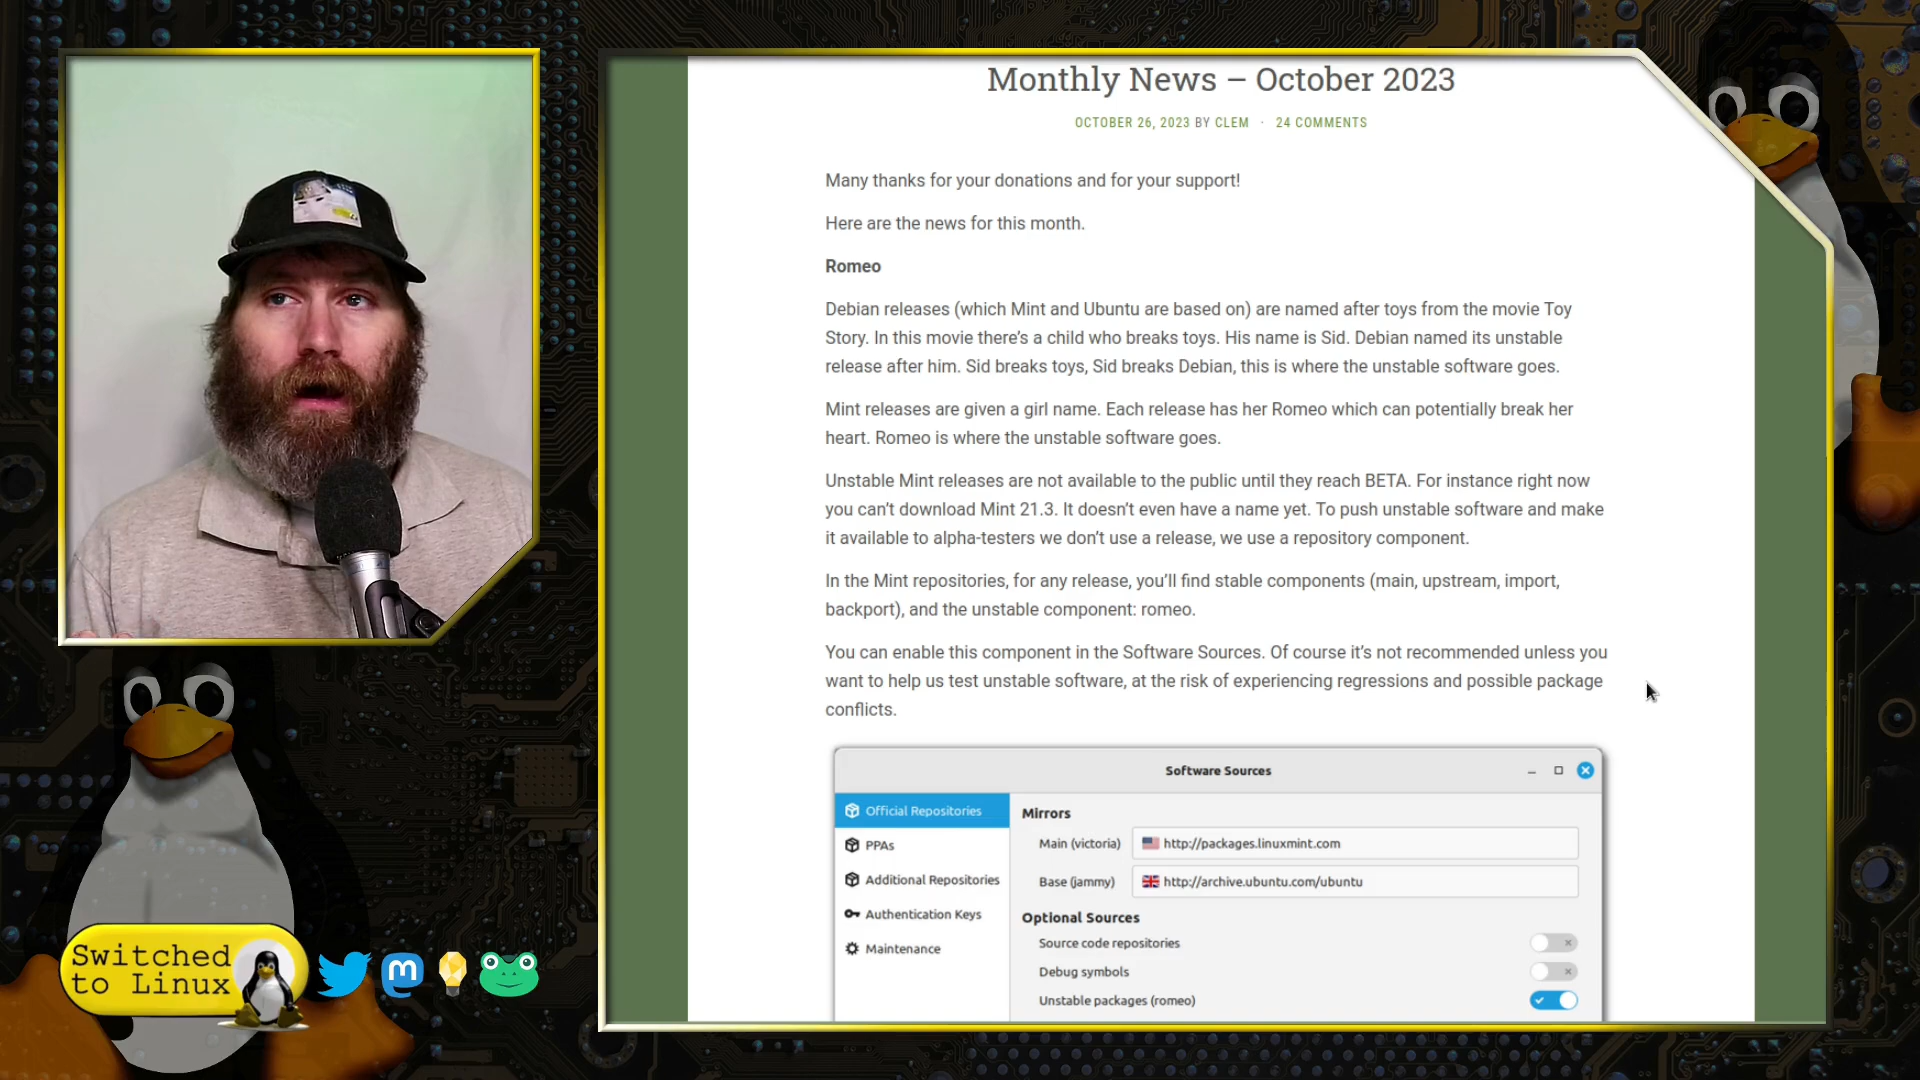 Monthly News – October 2023
OCTOBER 26, 2023 BY CLEM · 24 COMMENTS
Many thanks for your donations and for your support!
Here are the news for this month.
Romeo
Debian releases (which Mint and Ubuntu are based on) are named after toys from the movie Toy
Story. In this movie there’s a child who breaks toys. His name is Sid. Debian named its unstable
release after him. Sid breaks toys, Sid breaks Debian, this is where the unstable software goes.
Mint releases are given a girl name. Each release has her Romeo which can potentially break her
heart. Romeo is where the unstable software goes.
Unstable Mint releases are not available to the public until they reach BETA. For instance right now
you can’t download Mint 21.3. It doesn’t even have a name yet. To push unstable software and make
it available to alpha-testers we don’t use a release, we use a repository component.
In the Mint repositories, for any release, you’ll find stable components (main, upstream, import,
backport), and the unstable component: romeo.
You can enable this component in the Software Sources. Of course it’s not recommended unless you
want to help us test unstable software, at the risk of experiencing regressions and possible package
conflicts.
Software Sources
Official Repositories
PPAs
Additional Repositories
Authentication Keys
Maintenance
Mirrors
Main (victoria) http://packages.linuxmint.com
Base (jammy) http://archive.ubuntu.com/ubuntu
Optional Sources
Source code repositories
Debug symbols
Unstable packages (romeo)
Switched
to Linux